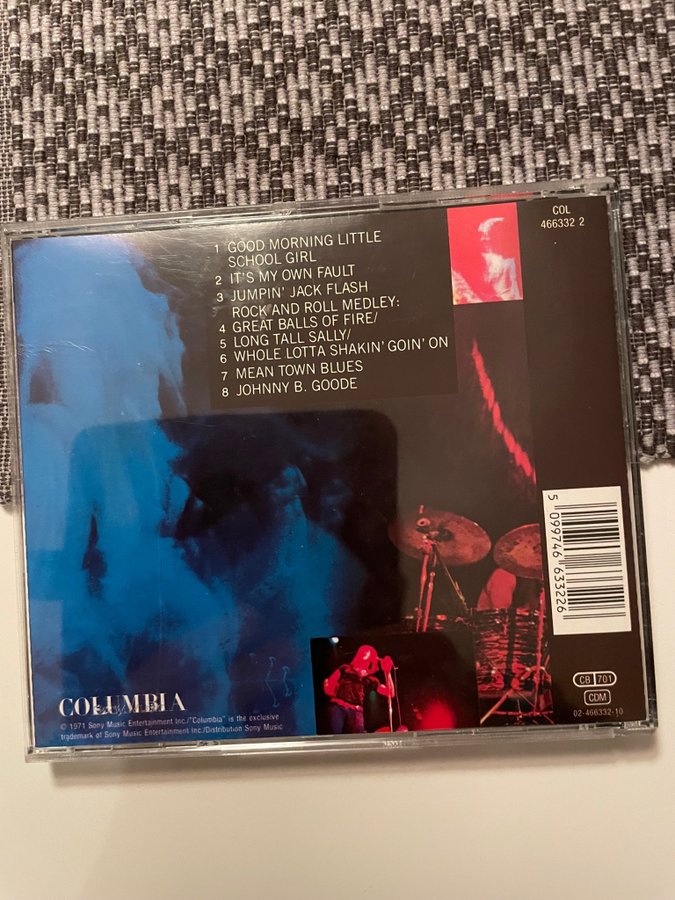 COL
466332 2
1 GOOD MORNING LITTLE
SCHOOL GIRL
2 IT'S MY OWN FAULT
3 JUMPIN' JACK FLASH
ROCK AND ROLL MEDLEY:
4 GREAT BALLS OF FIRE/
5 LONG TALL SALLY/
6 WHOLE LOTTA SHAKIN' GOIN' ON
7 MEAN TOWN BLUES
8 JOHNNY B. GOODE
5 099746 633226
COLUMBIA
© 1971 Sony Music Entertainment Inc./"Columbia" is the exclusive
trademark of Sony Music Entertainment Inc./Distribution Sony Music
CB 701
CDM
02-466332-10